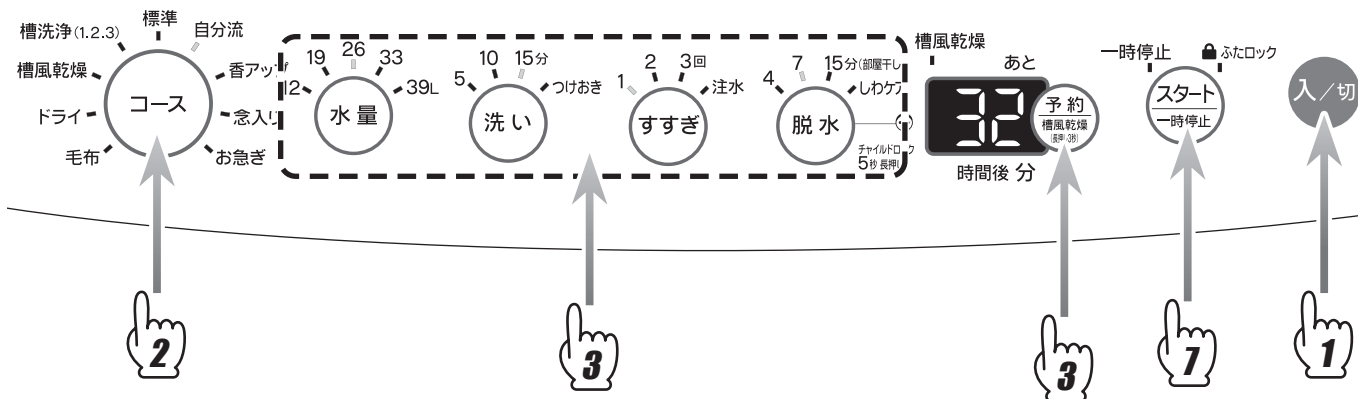 槽洗浄(1.2.3)
標準
自分流
槽風乾燥
香アップ
ドライ
念入り
毛布
お急ぎ
コース
12
19
26
33
39L
水量
5
10
15分
つけおき
洗い
1
2
3回
注水
すすぎ
4
7
15分(部屋干し)
しわケア
脱水
チャイルドロック
5秒長押し
槽風乾燥
あと
32
時間後 分
予約
槽風乾燥
(長押し3秒)
一時停止
ふたロック
スタート
一時停止
入/切
2
3
3
7
1